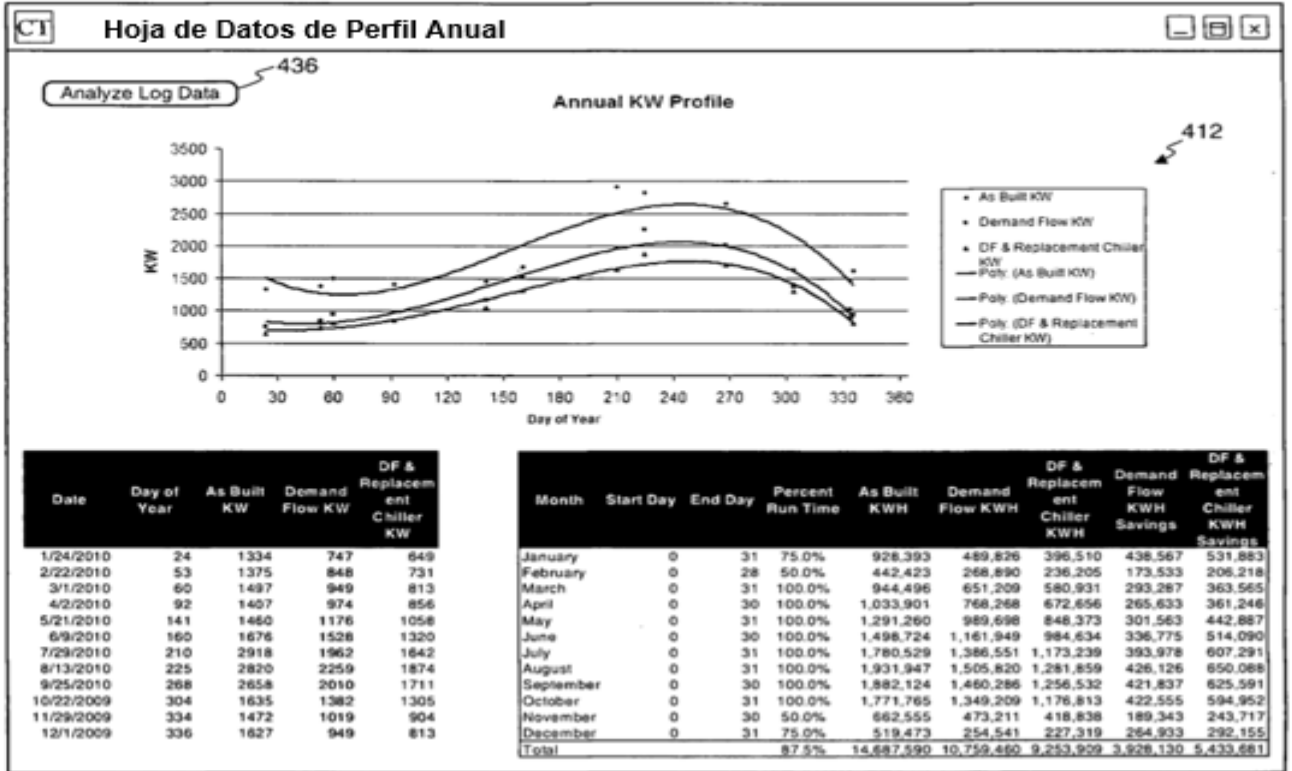 CT Hoja de Datos de Perfil Anual
436
Analyze Log Data
Annual KW Profile
412
3500
3000
2500
2000
1500
1000
500
0
KW
0 30 60 90 120 150 180 210 240 270 300 330 360
Day of Year
As Built KW
Demand Flow KW
DF & Replacement Chiller
KW
Poly. (As Built KW)
Poly. (Demand Flow KW)
Poly. (DF & Replacement
Chiller KW)
Date Day of Year As Built KW Demand Flow KW DF & Replacem ent Chiller KW
1/24/2010 24 1334 747 649
2/22/2010 53 1375 848 731
3/1/2010 60 1497 949 813
4/2/2010 92 1407 974 856
5/21/2010 141 1460 1176 1058
6/9/2010 160 1676 1528 1320
7/29/2010 210 2918 1962 1642
8/13/2010 225 2820 2259 1874
9/25/2010 268 2658 2010 1711
10/22/2009 304 1635 1382 1305
11/29/2009 334 1472 1019 904
12/1/2009 336 1627 949 813
Month Start Day End Day Percent Run Time As Built KWH Demand Flow KWH DF & Replacem ent Chiller KWH Demand Flow KWH Savings DF & Replacem ent Chiller KWH Savings
January 0 31 75.0% 928,393 489,826 396,510 438,567 531,883
February 0 28 50.0% 442,423 268,890 236,205 173,533 206,218
March 0 31 100.0% 944,496 651,209 580,931 293,287 363,565
April 0 30 100.0% 1,033,901 768,268 672,656 265,633 361,246
May 0 31 100.0% 1,291,260 989,698 848,373 301,563 442,887
June 0 30 100.0% 1,498,724 1,161,949 984,634 336,775 514,090
July 0 31 100.0% 1,780,529 1,386,551 1,173,239 393,978 607,291
August 0 31 100.0% 1,931,947 1,505,820 1,281,859 426,126 650,088
September 0 30 100.0% 1,882,124 1,460,286 1,256,532 421,837 625,591
October 0 31 100.0% 1,771,765 1,349,209 1,176,813 422,555 594,952
November 0 30 50.0% 662,555 473,211 418,838 189,343 243,717
December 0 31 75.0% 519,473 254,541 227,319 264,933 292,155
Total 87.5% 14,687,590 10,759,460 9,253,909 3,928,130 5,433,681